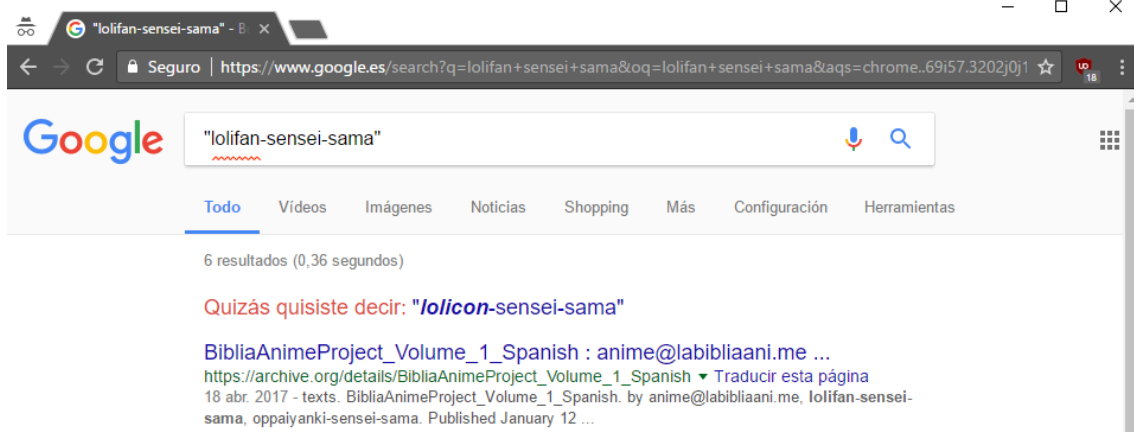 "lolifan-sensei-sama" - B
Seguro | https://www.google.es/search?q=lolifan+sensei+sama&oq=lolifan+sensei+sama&aqs=chrome..69i57.3202j0j1
18
Google
"lolifan-sensei-sama"
Todo Vídeos Imágenes Noticias Shopping Más Configuración Herramientas
6 resultados (0,36 segundos)
Quizás quisiste decir: "lolicon-sensei-sama"
BibliaAnimeProject_Volume_1_Spanish : anime@labibliaani.me ...
https://archive.org/details/BibliaAnimeProject_Volume_1_Spanish ▾ Traducir esta página
18 abr. 2017 - texts. BibliaAnimeProject_Volume_1_Spanish. by anime@labibliaani.me, lolifan-sensei-
sama, oppaiyanki-sensei-sama. Published January 12 ...